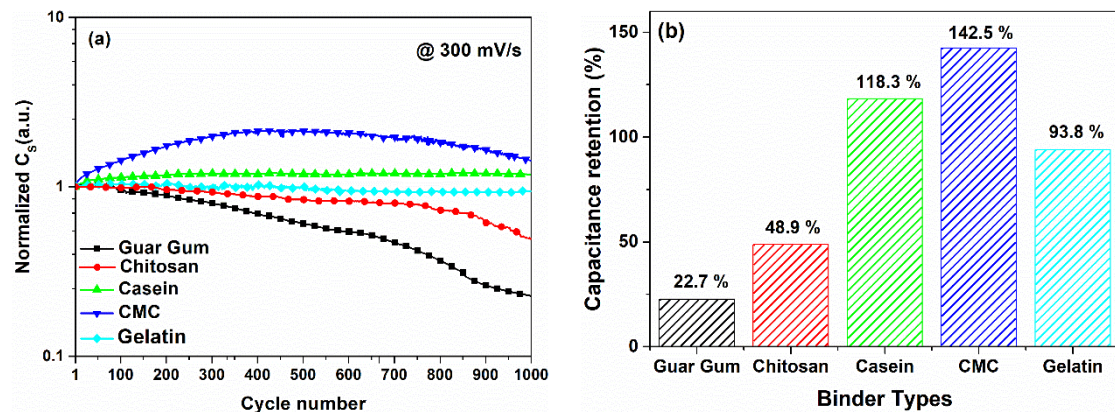 (a)
@ 300 mV/s
10
1
0.1
Normalized Cs(a.u.)
Guar Gum
Chitosan
Casein
CMC
Gelatin
1 100 200 300 400 500 600 700 800 900 1000
Cycle number
(b)
150
100
50
0
Capacitance retention (%)
22.7 %
48.9 %
118.3 %
142.5 %
93.8 %
Guar Gum Chitosan Casein CMC Gelatin
Binder Types